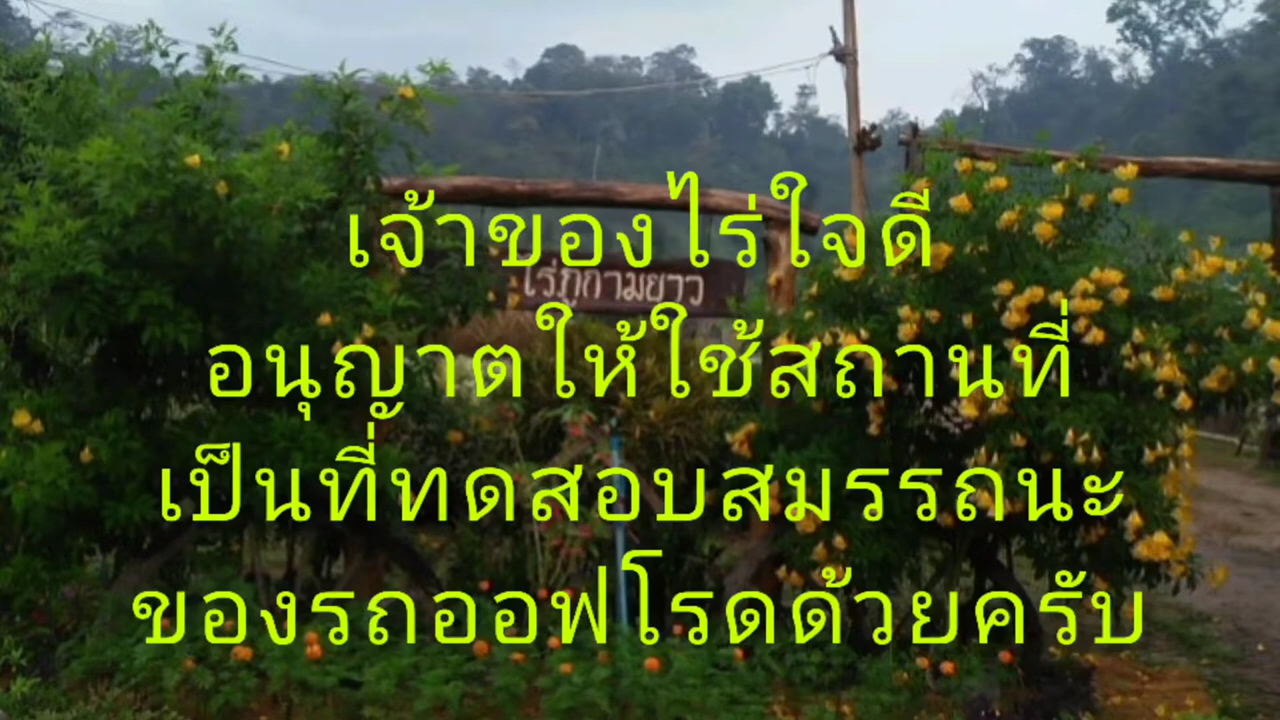 เจ้าของไร่ใจดี
ไร่ภูกามยาว
อนุญาตให้ใช้สถานที่
เป็นที่ทดสอบสมรรถนะ
ของรถออฟโรดด้วยครับ